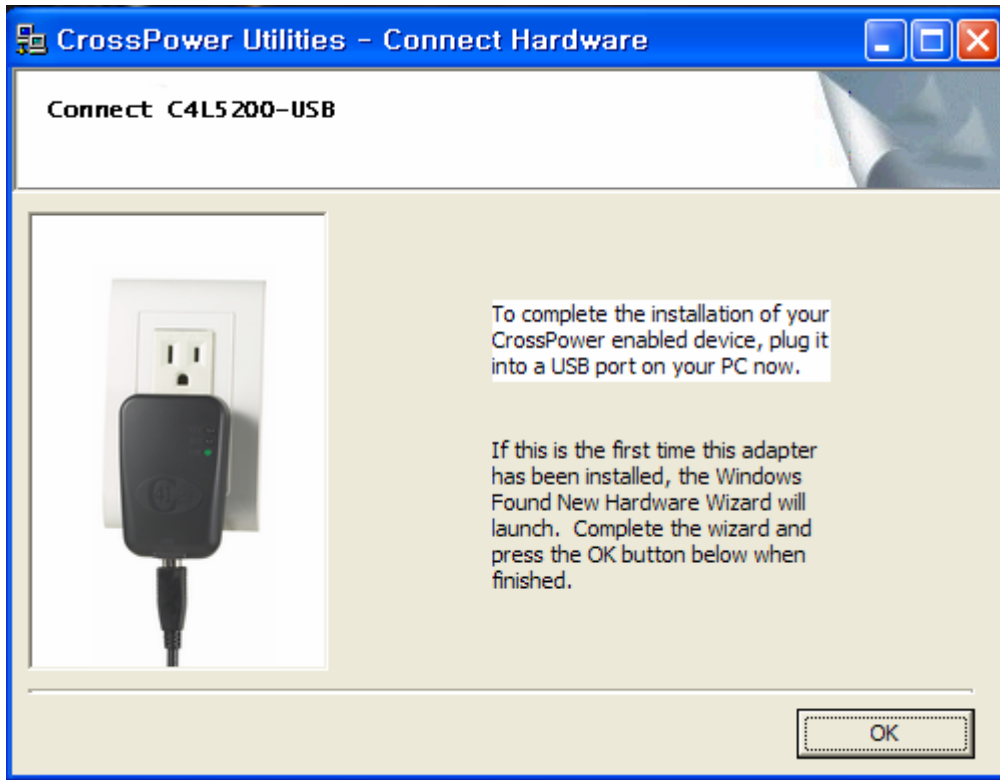 CrossPower Utilities - Connect Hardware
Connect C4L5200-USB
To complete the installation of your
CrossPower enabled device, plug it
into a USB port on your PC now.
If this is the first time this adapter
has been installed, the Windows
Found New Hardware Wizard will
launch.  Complete the wizard and
press the OK button below when
finished.
OK